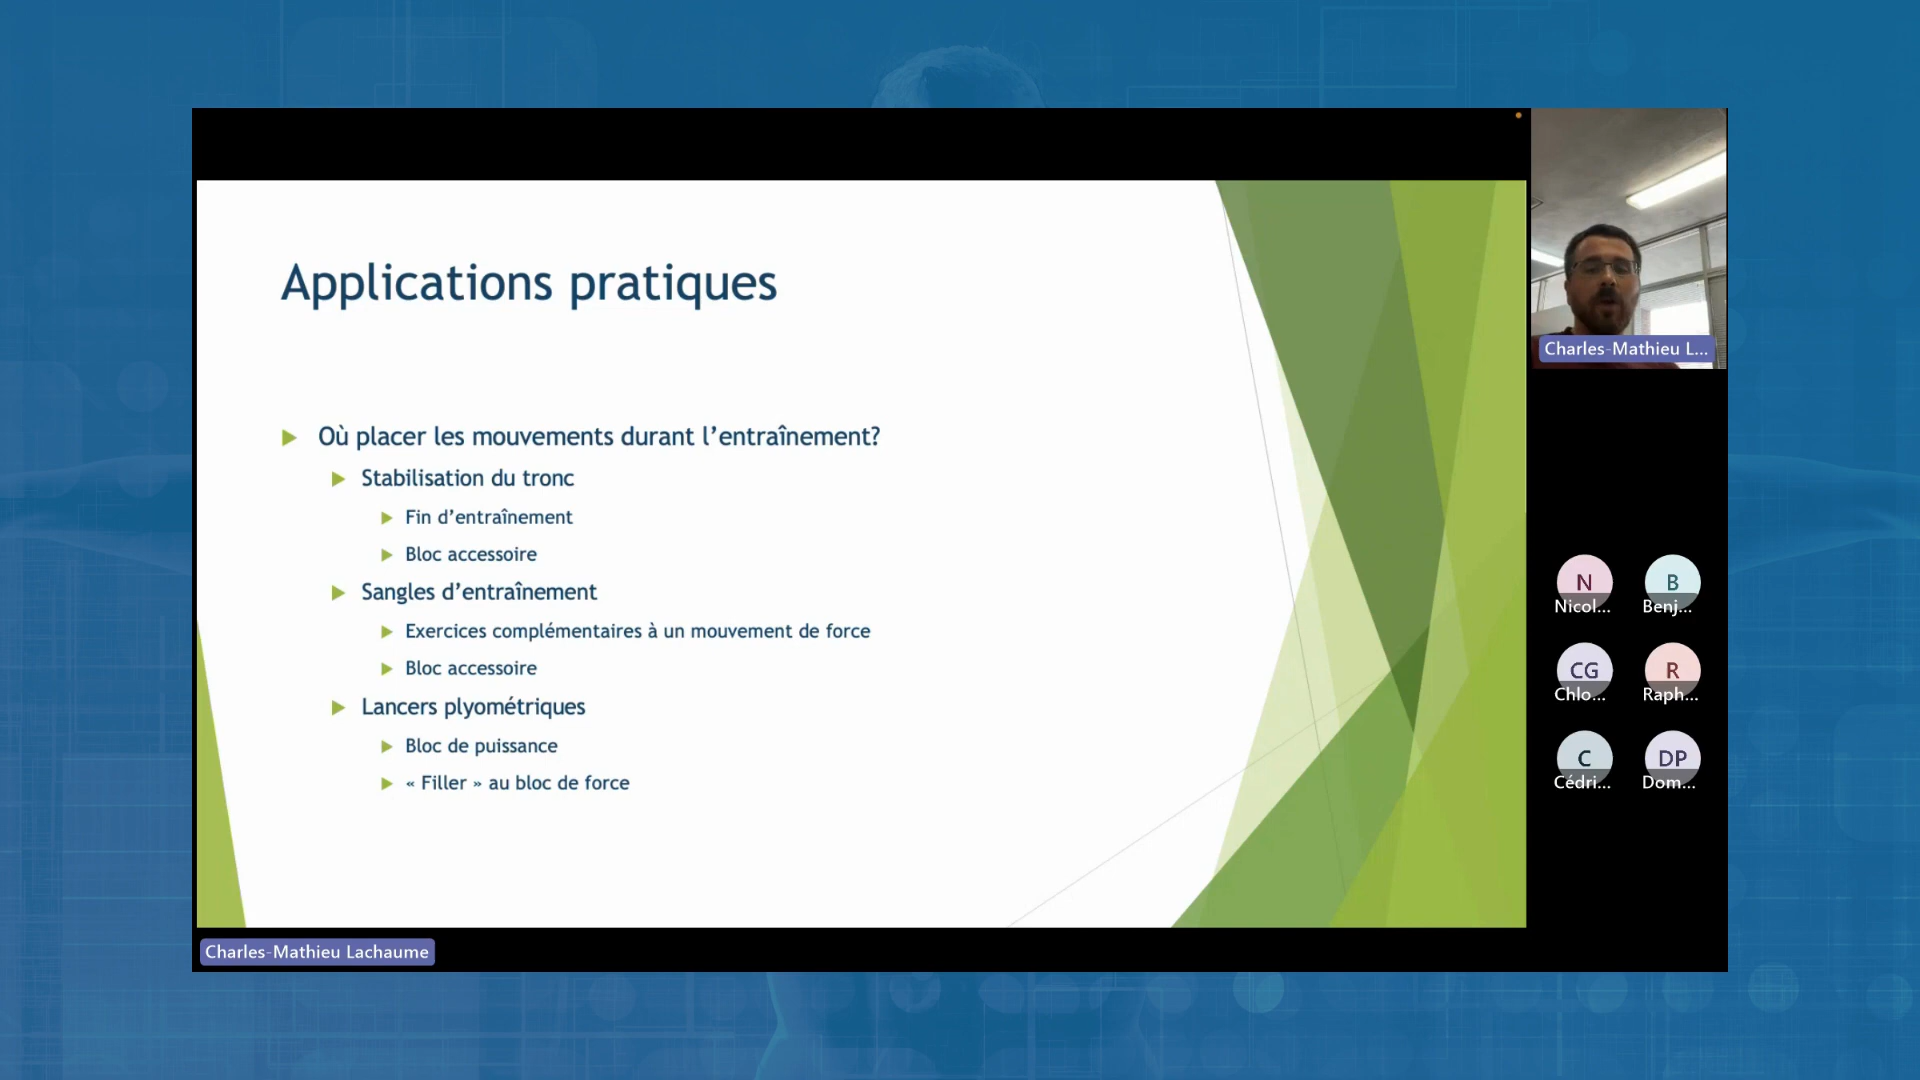 Applications pratiques
Où placer les mouvements durant l’entraînement?
Stabilisation du tronc
Fin d’entraînement
Bloc accessoire
Sangles d’entraînement
Exercices complémentaires à un mouvement de force
Bloc accessoire
Lancers plyométriques
Bloc de puissance
« Filler » au bloc de force
Charles-Mathieu Lachaume
Charles-Mathieu L...
N
Nicol...
B
Benj...
CG
Chlo...
R
Raph...
C
Cédri...
DP
Dom...